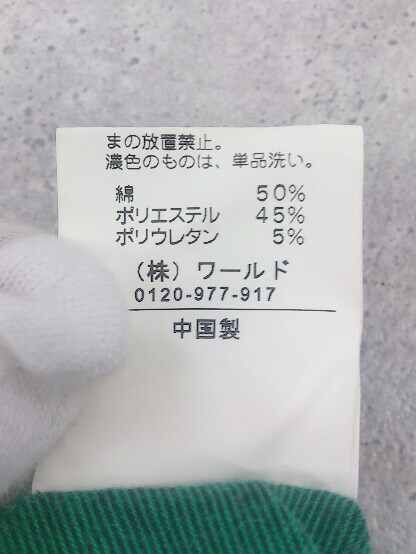 まの放置禁止。
濃色のものは、単品洗い。
綿 50%
ポリエステル 45%
ポリウレタン 5%
(株) ワールド
0120-977-917
中国製